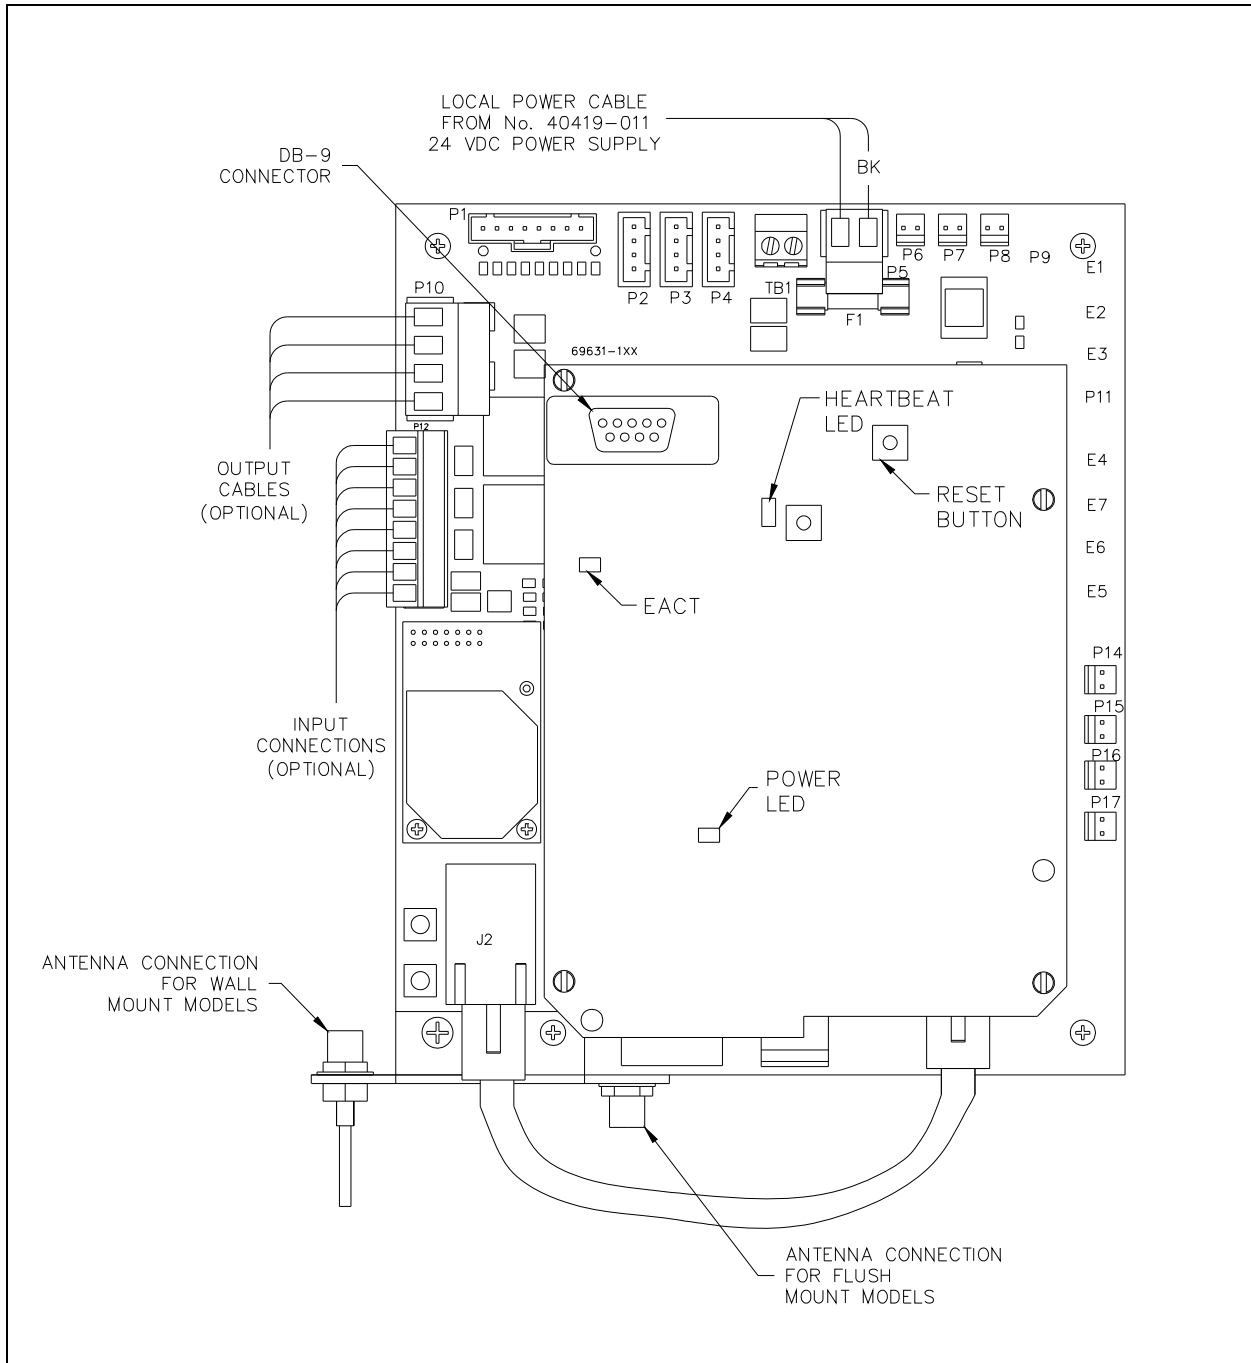 LOCAL POWER CABLE
FROM No. 40419-011
24 VDC POWER SUPPLY
BK
DB-9
CONNECTOR
P1
P2
P3
P4
TB1
P5
F1
P6
P7
P8
P9
E1
E2
E3
P11
E4
E7
E6
E5
P10
69631-1XX
P12
HEARTBEAT
LED
RESET
BUTTON
OUTPUT
CABLES
(OPTIONAL)
EACT
INPUT
CONNECTIONS
(OPTIONAL)
POWER
LED
P14
P15
P16
P17
J2
ANTENNA CONNECTION
FOR WALL
MOUNT MODELS
ANTENNA CONNECTION
FOR FLUSH
MOUNT MODELS